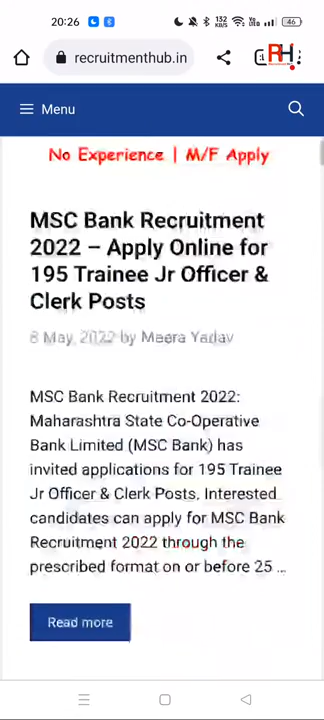 20:26
132
KB/S
46
recruitmenthub.in
RH
Menu
No Experience | M/F Apply
MSC Bank Recruitment
2022 – Apply Online for
195 Trainee Jr Officer &
Clerk Posts
8 May, 2022 by Meera Yadav
MSC Bank Recruitment 2022:
Maharashtra State Co-Operative
Bank Limited (MSC Bank) has
invited applications for 195 Trainee
Jr Officer & Clerk Posts. Interested
candidates can apply for MSC Bank
Recruitment 2022 through the
prescribed format on or before 25 ...
Read more